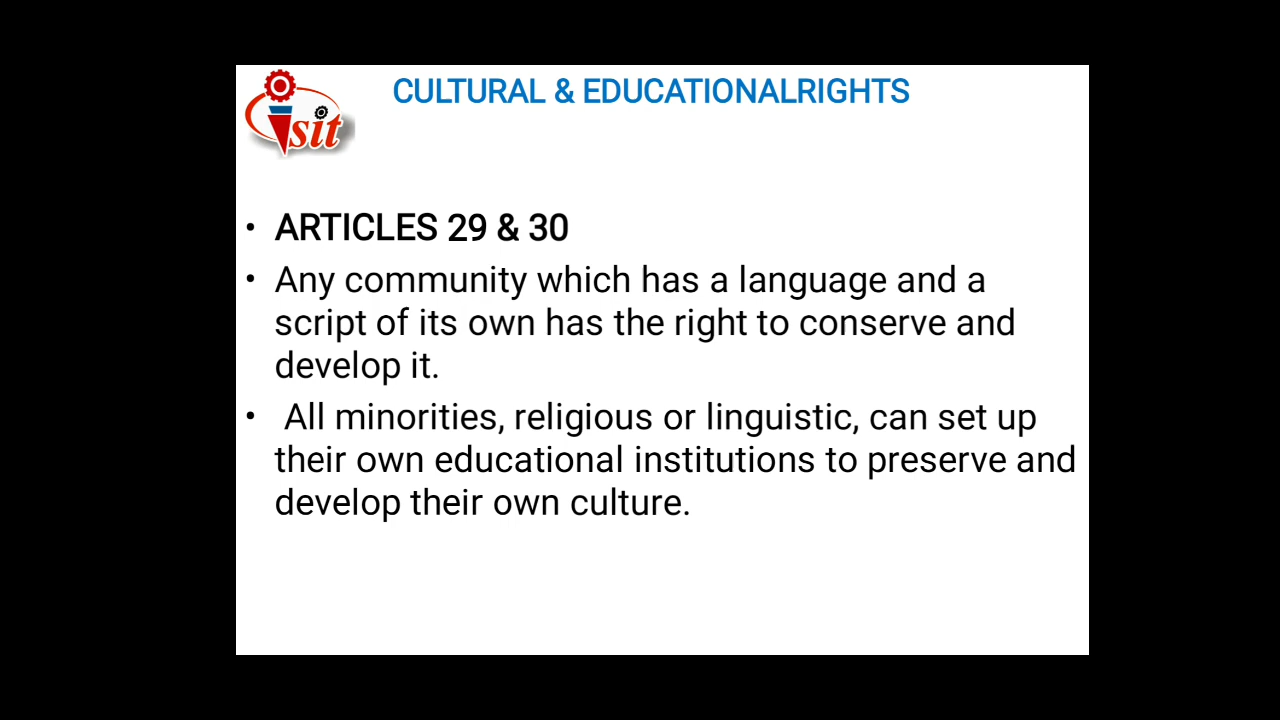 isit
CULTURAL & EDUCATIONALRIGHTS
• ARTICLES 29 & 30
• Any community which has a language and a
script of its own has the right to conserve and
develop it.
• All minorities, religious or linguistic, can set up
their own educational institutions to preserve and
develop their own culture.